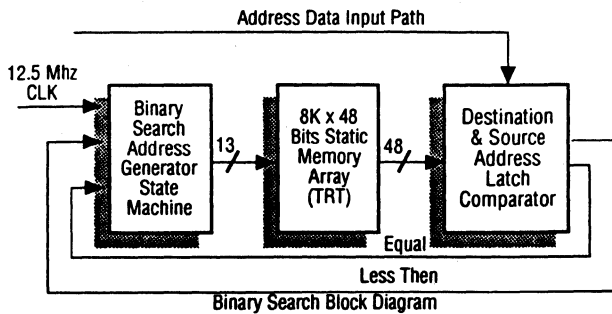 Address Data Input Path
12.5 Mhz
CLK
Binary
Search
Address
Generator
State
Machine
13
8K x 48
Bits Static
Memory
Array
(TRT)
48
Destination
& Source
Address
Latch
Comparator
Equal
Less Then
Binary Search Block Diagram